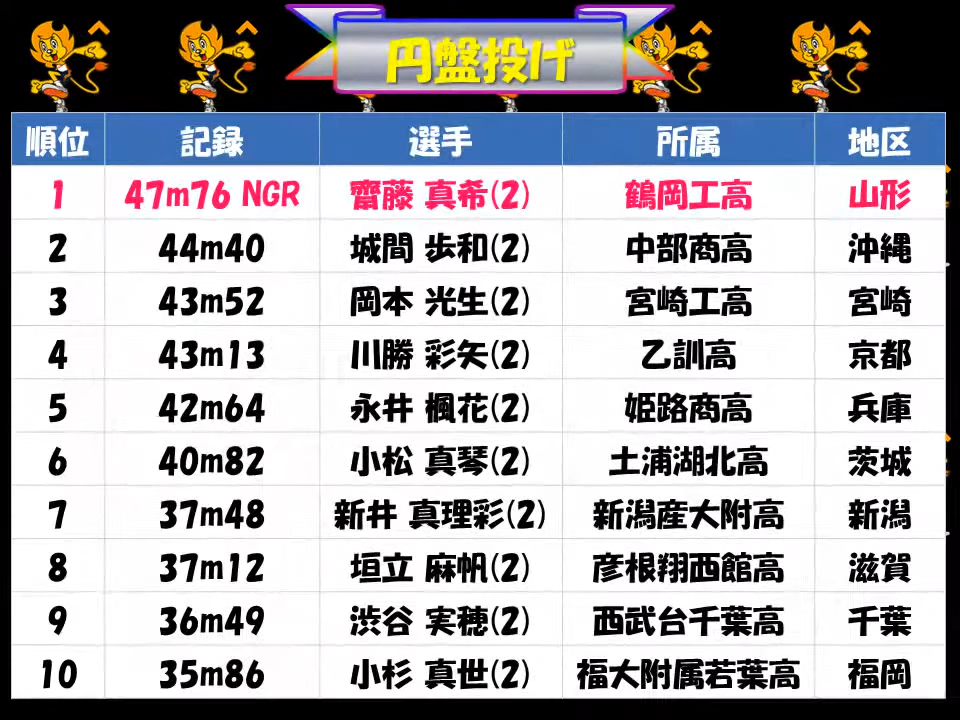 円盤投げ
順位 記録 選手 所属 地区
1 47m76 NGR 齋藤 真希(2) 鶴岡工高 山形
2 44m40 城間 歩和(2) 中部商高 沖縄
3 43m52 岡本 光生(2) 宮崎工高 宮崎
4 43m13 川勝 彩矢(2) 乙訓高 京都
5 42m64 永井 楓花(2) 姫路商高 兵庫
6 40m82 小松 真琴(2) 土浦湖北高 茨城
7 37m48 新井 真理彩(2) 新潟産大附高 新潟
8 37m12 垣立 麻帆(2) 彦根翔西館高 滋賀
9 36m49 渋谷 実穂(2) 西武台千葉高 千葉
10 35m86 小杉 真世(2) 福大附属若葉高 福岡